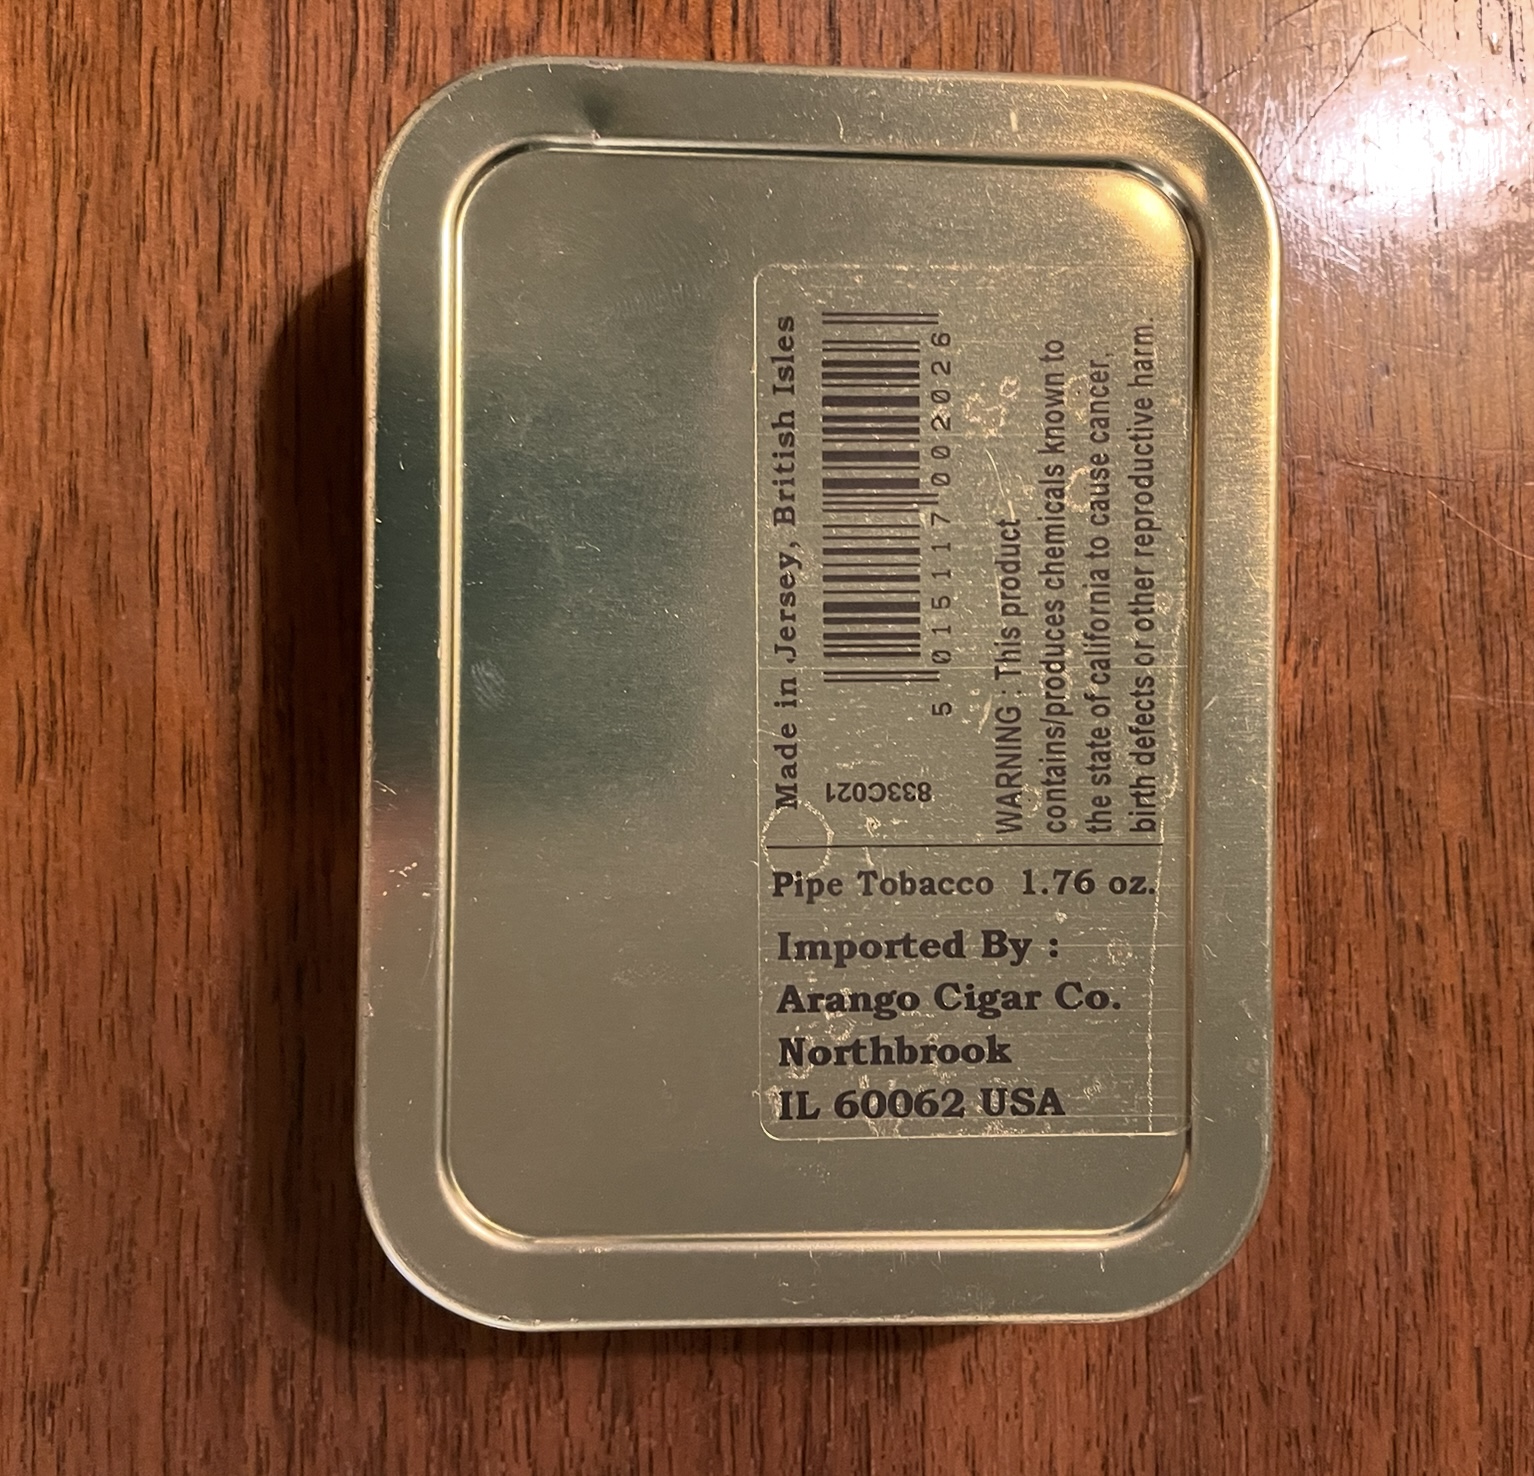 Made in Jersey, British Isles
5 015117 002026
833C021
WARNING : This product
contains/produces chemicals known to
the state of california to cause cancer,
birth defects or other reproductive harm.
Pipe Tobacco 1.76 oz.
Imported By :
Arango Cigar Co.
Northbrook
IL 60062 USA